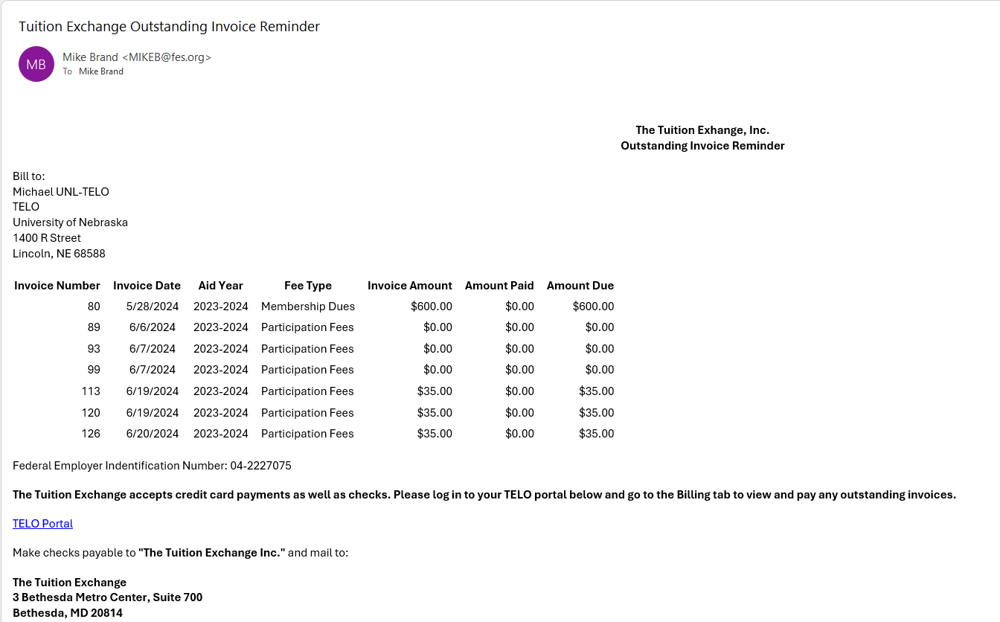 Tuition Exchange Outstanding Invoice Reminder
MB
Mike Brand <MIKEB@fes.org>
To Mike Brand
The Tuition Exhange, Inc.
Outstanding Invoice Reminder
Bill to:
Michael UNL-TELO
TELO
University of Nebraska
1400 R Street
Lincoln, NE 68588
Invoice Number Invoice Date Aid Year Fee Type Invoice Amount Amount Paid Amount Due
80 5/28/2024 2023-2024 Membership Dues $600.00 $0.00 $600.00
89 6/6/2024 2023-2024 Participation Fees $0.00 $0.00 $0.00
93 6/7/2024 2023-2024 Participation Fees $0.00 $0.00 $0.00
99 6/7/2024 2023-2024 Participation Fees $0.00 $0.00 $0.00
113 6/19/2024 2023-2024 Participation Fees $35.00 $0.00 $35.00
120 6/19/2024 2023-2024 Participation Fees $35.00 $0.00 $35.00
126 6/20/2024 2023-2024 Participation Fees $35.00 $0.00 $35.00
Federal Employer Indentification Number: 04-2227075
The Tuition Exchange accepts credit card payments as well as checks. Please log in to your TELO portal below and go to the Billing tab to view and pay any outstanding invoices.
TELO Portal
Make checks payable to "The Tuition Exchange Inc." and mail to:
The Tuition Exchange
3 Bethesda Metro Center, Suite 700
Bethesda, MD 20814